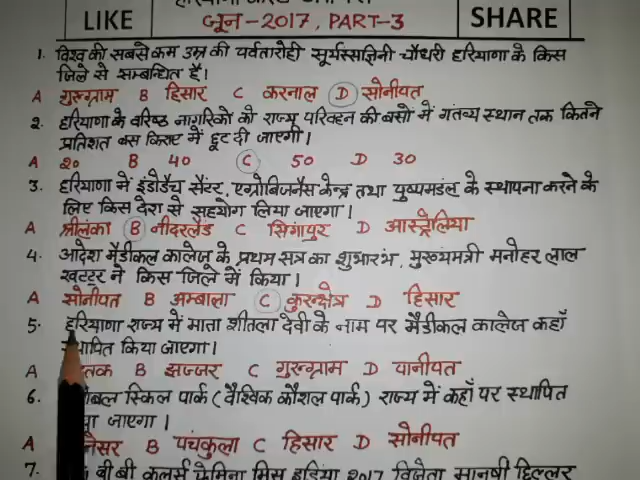 LIKE
SHARE
जून-2017, PART-3
1. विश्व की सबसे कम उम्र की पर्वतारोही सूर्यसाज्ञिनी चौधरी हरियाणा के किस
जिले से सम्बन्धित है।
A गुरुग्राम B हिसार C करनाल D सोनीपत
2. हरियाणा के वरिष्ठ नागरिकों को राज्य परिवहन की बसों में गंतव्य स्थान तक कितने
प्रतिशत बस किराए में छूट दी जाएगी।
A 20 B 40 C 50 D 30
3. हरियाणा में इंडोडैच सैंटर, एग्रोबिजनैस केन्द्र तथा पुष्पमंडल के स्थापना करने के
लिए किस देश से सहयोग लिया जाएगा।
A श्रीलंका B नीदरलैंड C सिंगापुर D आस्ट्रेलिया
4. आदेश मैडीकल कालेज के प्रथम सत्र का शुभारंभ, मुख्यमंत्री मनोहर लाल
खट्टर ने किस जिले में किया।
A सोनीपत B अम्बाला C कुरुक्षेत्र D हिसार
5. हरियाणा राज्य में माता शीतला देवी के नाम पर मैडीकल कालेज कहाँ
पित किया जाएगा।
A तक B झज्जर C गुरुग्राम D पानीपत
6. बल स्किल पार्क (वैश्विक कौशल पार्क) राज्य में कहाँ पर स्थापित
जाएगा।
A नेसर B पंचकुला C हिसार D सोनीपत
7. बी बी कलर्स फेमिना मिस इंडिया 2017 विजेता मानषी छिल्लर